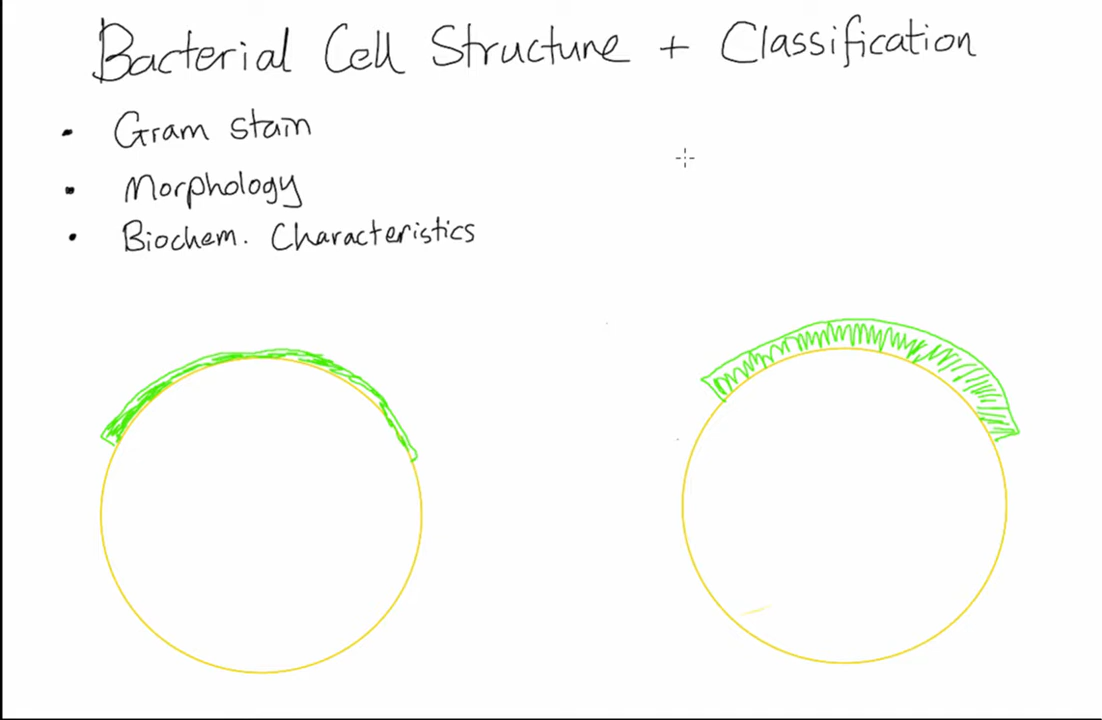 Bacterial Cell Structure + Classification
• Gram stain
• Morphology
• Biochem. Characteristics